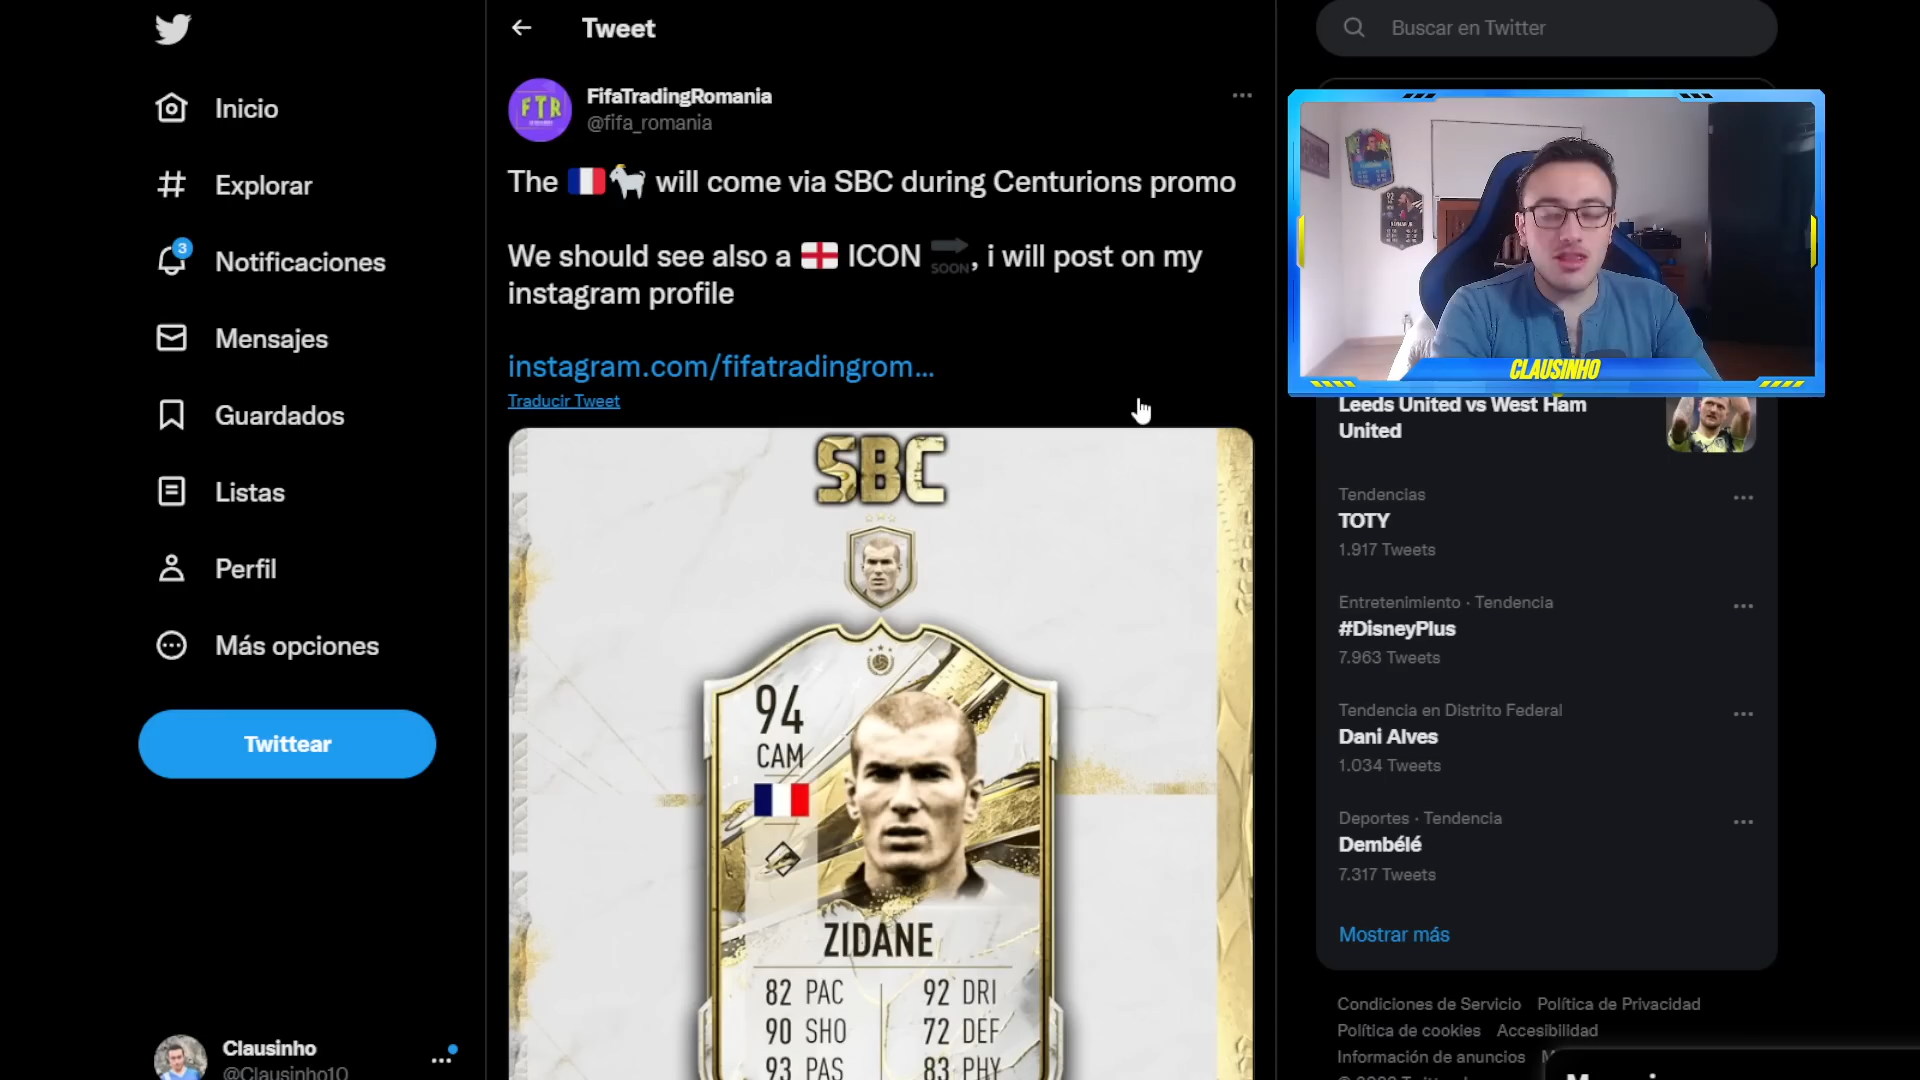 Inicio
Explorar
3
Notificaciones
Mensajes
Guardados
Listas
Perfil
Más opciones
Twittear
Clausinho
@Clausinho10
Tweet
FTR
FifaTradingRomania
@fifa_romania
The 🇫🇷🐐 will come via SBC during Centurions promo
We should see also a 🏴󠁧󠁢󠁥󠁮󠁧󠁿 ICON 🔜, i will post on my
instagram profile
instagram.com/fifatradingrom...
Traducir Tweet
SBC
94
CAM
ZIDANE
82 PAC 92 DRI
90 SHO 72 DEF
93 PAS 83 PHY
Buscar en Twitter
CLAUSINHO
Leeds United vs West Ham
United
Tendencias
TOTY
1.917 Tweets
Entretenimiento · Tendencia
#DisneyPlus
7.963 Tweets
Tendencia en Distrito Federal
Dani Alves
1.034 Tweets
Deportes · Tendencia
Dembélé
7.317 Tweets
Mostrar más
Condiciones de Servicio Política de Privacidad
Política de cookies Accesibilidad
Información de anuncios